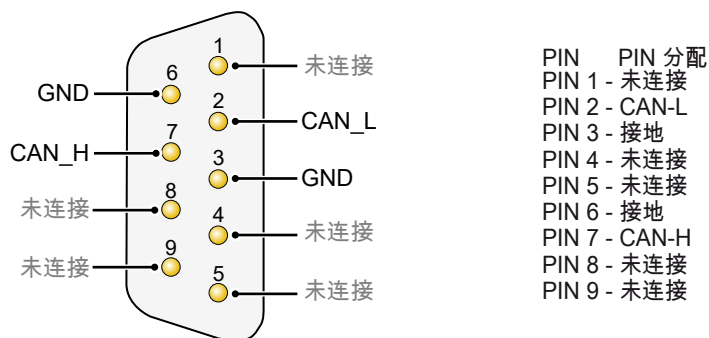 1
未连接
6
GND
2
CAN_L
7
CAN_H
3
GND
8
未连接
4
未连接
9
未连接
5
未连接
PIN PIN 分配
PIN 1 - 未连接
PIN 2 - CAN-L
PIN 3 - 接地
PIN 4 - 未连接
PIN 5 - 未连接
PIN 6 - 接地
PIN 7 - CAN-H
PIN 8 - 未连接
PIN 9 - 未连接